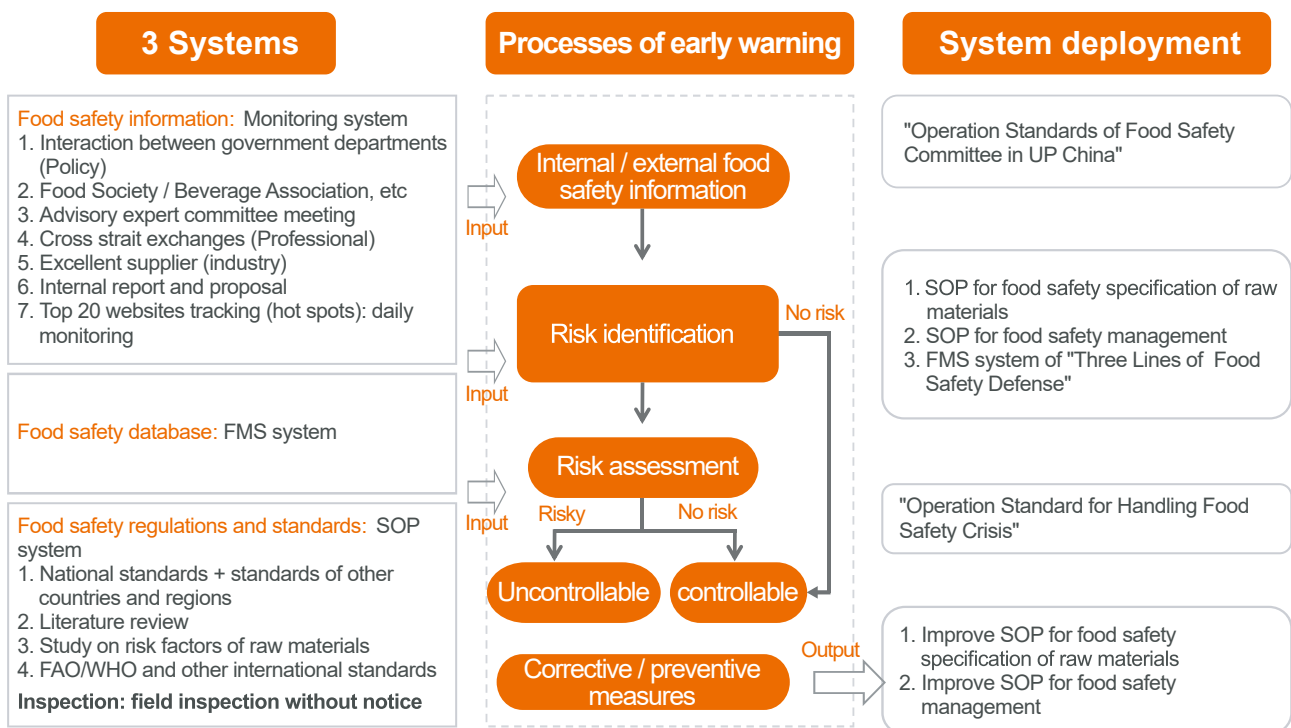 3 Systems
Food safety information: Monitoring system
1. Interaction between government departments
(Policy)
2. Food Society / Beverage Association, etc
3. Advisory expert committee meeting
4. Cross strait exchanges (Professional)
5. Excellent supplier (industry)
6. Internal report and proposal
7. Top 20 websites tracking (hot spots): daily
monitoring
Food safety database: FMS system
Food safety regulations and standards: SOP
system
1. National standards + standards of other
countries and regions
2. Literature review
3. Study on risk factors of raw materials
4. FAO/WHO and other international standards
Inspection: field inspection without notice
Processes of early warning
Input
Internal / external food
safety information
Input
Risk identification
No risk
Input
Risk assessment
Risky
No risk
Uncontrollable
controllable
Corrective / preventive
measures
Output
System deployment
"Operation Standards of Food Safety
Committee in UP China"
1. SOP for food safety specification of raw
materials
2. SOP for food safety management
3. FMS system of "Three Lines of Food
Safety Defense"
"Operation Standard for Handling Food
Safety Crisis"
1. Improve SOP for food safety
specification of raw materials
2. Improve SOP for food safety
management